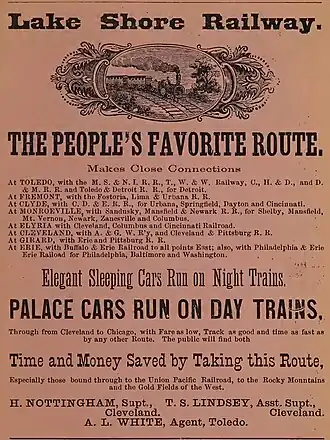 Lake Shore Railway.
THE PEOPLE'S FAVORITE ROUTE.
Makes Close Connections
At TOLEDO, with the M. S. & N. I. R. R., T., W. & W. Railway, C., H. & D., and D.
& M. R. R. and Toledo & Detroit R. R., for Detroit.
At FREMONT, with the Fostoria, Lima & Urbana R. R.
At CLYDE, with C. D. & E. R. R., for Urbana, Springfield, Dayton and Cincinnati.
At MONROEVILLE, with Sandusky, Mansfield & Newark R. R., for Shelby, Mansfield,
Mt. Vernon, Newark, Zanesville and Columbus.
At ELYRIA with Cleveland, Columbus and Cincinnati Railroad.
At CLEVELAND, with A. & G. W. R'y, and Cleveland & Pittsburg R. R.
At GIRARD, with Erie and Pittsburg R. R.
At ERIE, with Buffalo & Erie Railroad to all points East; also, with Philadelphia & Erie
Erie Raiload for Philadelphia, Baltimore and Washington.
Elegant Sleeping Cars Run on Night Trains.
PALACE CARS RUN ON DAY TRAINS,
Through from Cleveland to Chicago, with Fare as low, Track as good and time as fast as
by any other Route. The public will find both
Time and Money Saved by Taking this Route,
Especially those bound through to the Union Pacific Railroad, to the Rocky Mountains
and the Gold Fields of the West.
H. NOTTINGHAM, Supt., T. S. LINDSEY, Asst. Supt.,
Cleveland. Cleveland.
A. L. WHITE, Agent, Toledo.